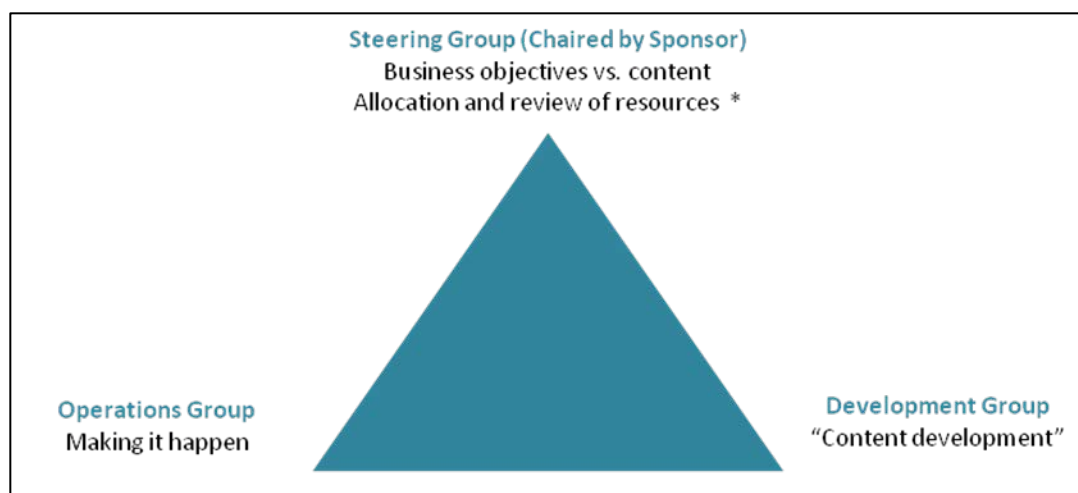 Steering Group (Chaired by Sponsor)
Business objectives vs. content
Allocation and review of resources *
Operations Group
Making it happen
Development Group
“Content development”